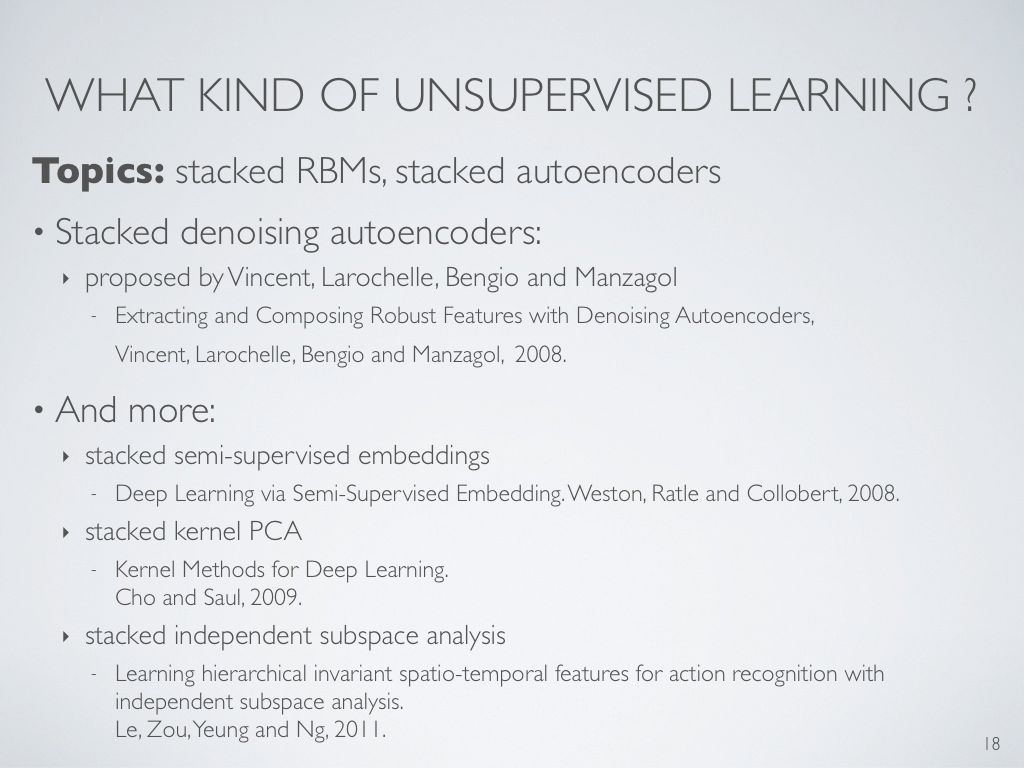 WHAT KIND OF UNSUPERVISED LEARNING ?
Topics: stacked RBMs, stacked autoencoders
• Stacked denoising autoencoders:
‣ proposed by Vincent, Larochelle, Bengio and Manzagol
- Extracting and Composing Robust Features with Denoising Autoencoders,
Vincent, Larochelle, Bengio and Manzagol, 2008.
• And more:
‣ stacked semi-supervised embeddings
- Deep Learning via Semi-Supervised Embedding. Weston, Ratle and Collobert, 2008.
‣ stacked kernel PCA
- Kernel Methods for Deep Learning.
Cho and Saul, 2009.
‣ stacked independent subspace analysis
- Learning hierarchical invariant spatio-temporal features for action recognition with
independent subspace analysis.
Le, Zou, Yeung and Ng, 2011.
18